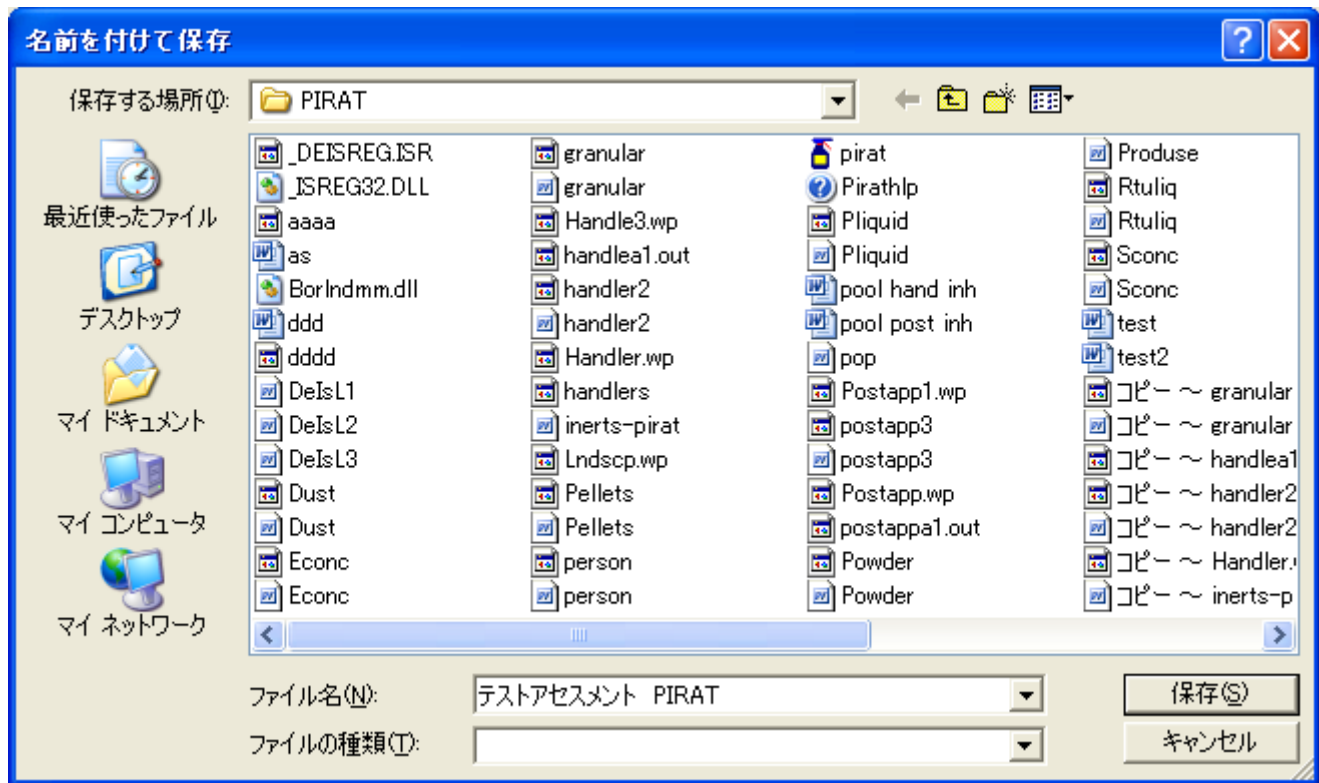 名前を付けて保存
保存する場所(I):
PIRAT
最近使ったファイル
デスクトップ
マイ ドキュメント
マイ コンピュータ
マイ ネットワーク
_DEISREG.ISR
_ISREG32.DLL
aaaa
as
BorIndmm.dll
ddd
dddd
DeIsL1
DeIsL2
DeIsL3
Dust
Dust
Econc
Econc
granular
granular
Handle3.wp
handlea1.out
handler2
handler2
Handler.wp
handlers
inerts-pirat
Lndscp.wp
Pellets
Pellets
person
person
pirat
Pirathlp
Pliquid
Pliquid
pool hand inh
pool post inh
pop
Postapp1.wp
postapp3
postapp3
Postapp.wp
postappa1.out
Powder
Powder
Produse
Rtuliq
Rtuliq
Sconc
Sconc
test
test2
コピー ～ granular
コピー ～ granular
コピー ～ handlea1
コピー ～ handler2
コピー ～ handler2
コピー ～ Handler.
コピー ～ inerts-p
ファイル名(N):
テストアセスメント PIRAT
保存(S)
ファイルの種類(T):
キャンセル